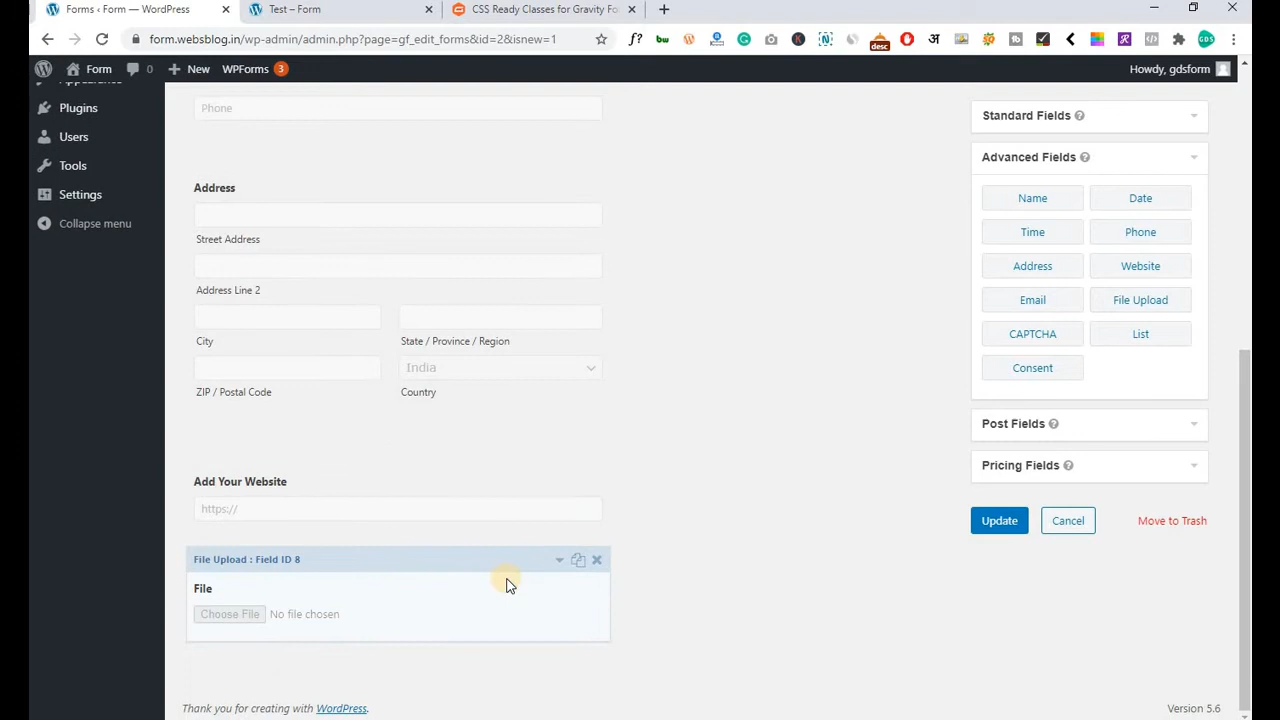 Forms ‹ Form — WordPress
Test – Form
CSS Ready Classes for Gravity Fo
form.websblog.in/wp-admin/admin.php?page=gf_edit_forms&id=2&isnew=1
f?
bw
desc
अ
GDS
Form
0
New
WPForms
3
Howdy, gdsform
Appearance
Plugins
Users
Tools
Settings
Collapse menu
Phone
Address
Street Address
Address Line 2
City
State / Province / Region
India
ZIP / Postal Code
Country
Add Your Website
https://
File Upload : Field ID 8
File
Choose File No file chosen
Standard Fields
Advanced Fields
Name
Date
Time
Phone
Address
Website
Email
File Upload
CAPTCHA
List
Consent
Post Fields
Pricing Fields
Update
Cancel
Move to Trash
Thank you for creating with WordPress.
Version 5.6